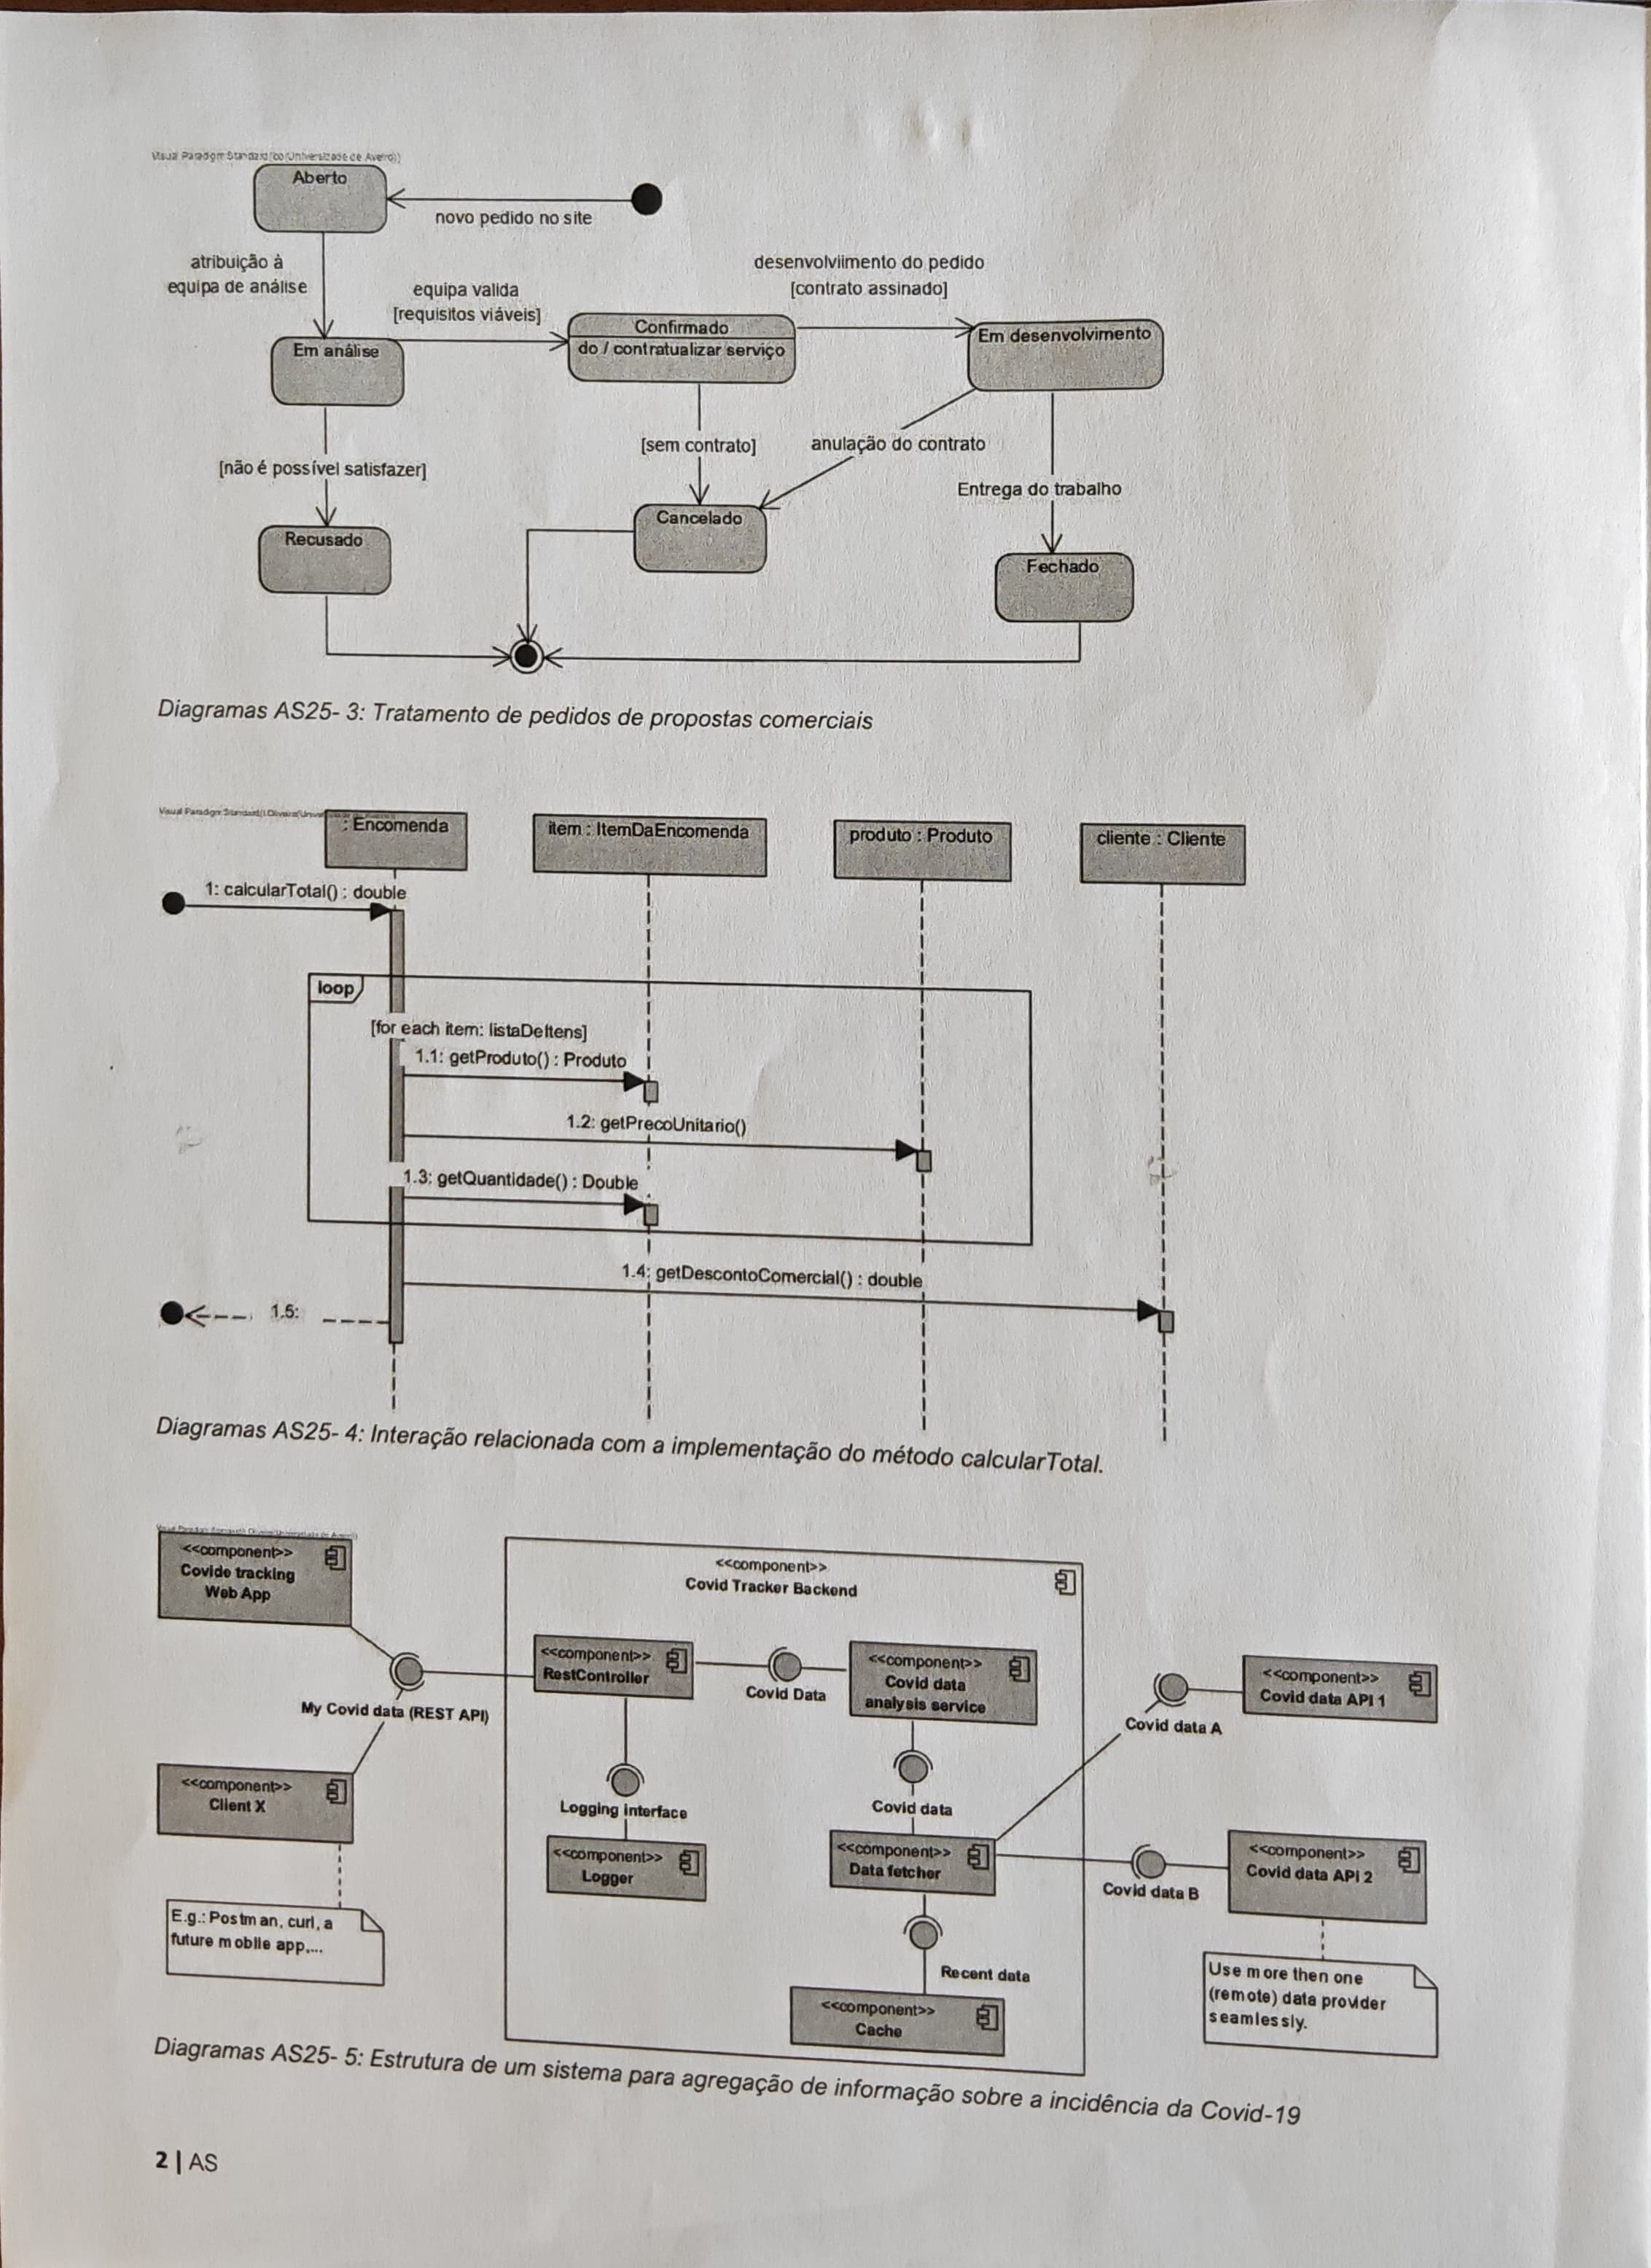 Visual Paradigm Standard(ico(Universidade de Aveiro))
Aberto
novo pedido no site
atribuição à
equipa de análise
equipa valida
[requisitos viáveis]
desenvolviimento do pedido
[contrato assinado]
Em análise
Confirmado
do / contratualizar serviço
Em desenvolvimento
[não é possível satisfazer]
[sem contrato]
anulação do contrato
Entrega do trabalho
Recusado
Cancelado
Fechado
Diagramas AS25- 3: Tratamento de pedidos de propostas comerciais
Visual Paradigm Standard(I.Oliveira(
: Encomenda
item : ItemDaEncomenda
produto : Produto
cliente : Cliente
1: calcularTotal() : double
loop
[for each item: listaDeItens]
1.1: getProduto() : Produto
1.2: getPrecoUnitario()
1.3: getQuantidade() : Double
1.4: getDescontoComercial() : double
1.5:
Diagramas AS25- 4: Interação relacionada com a implementação do método calcularTotal.
<<component>>
Covide tracking
Web App
<<component>>
Covid Tracker Backend
<<component>>
RestController
Covid Data
<<component>>
Covid data
analysis service
<<component>>
Covid data API 1
My Covid data (REST API)
Covid data A
<<component>>
Client X
Logging interface
Covid data
<<component>>
Logger
<<component>>
Data fetcher
Covid data B
<<component>>
Covid data API 2
E.g.: Postman, curl, a
future mobile app,...
Recent data
Use more then one
(remote) data provider
seamlessly.
<<component>>
Cache
Diagramas AS25- 5: Estrutura de um sistema para agregação de informação sobre a incidência da Covid-19
2 | AS